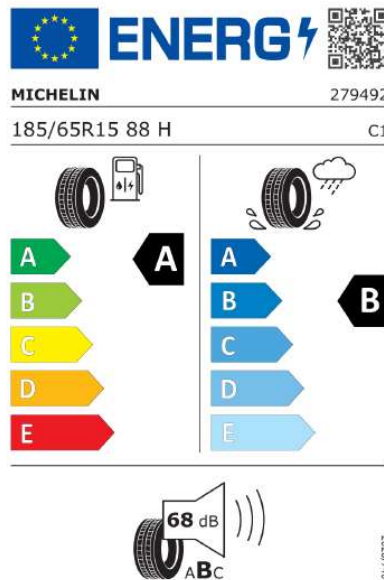 ENERG
MICHELIN 279492
185/65R15 88 H C1
A A A
B B B
C C
D D
E E
68 dB
ABC